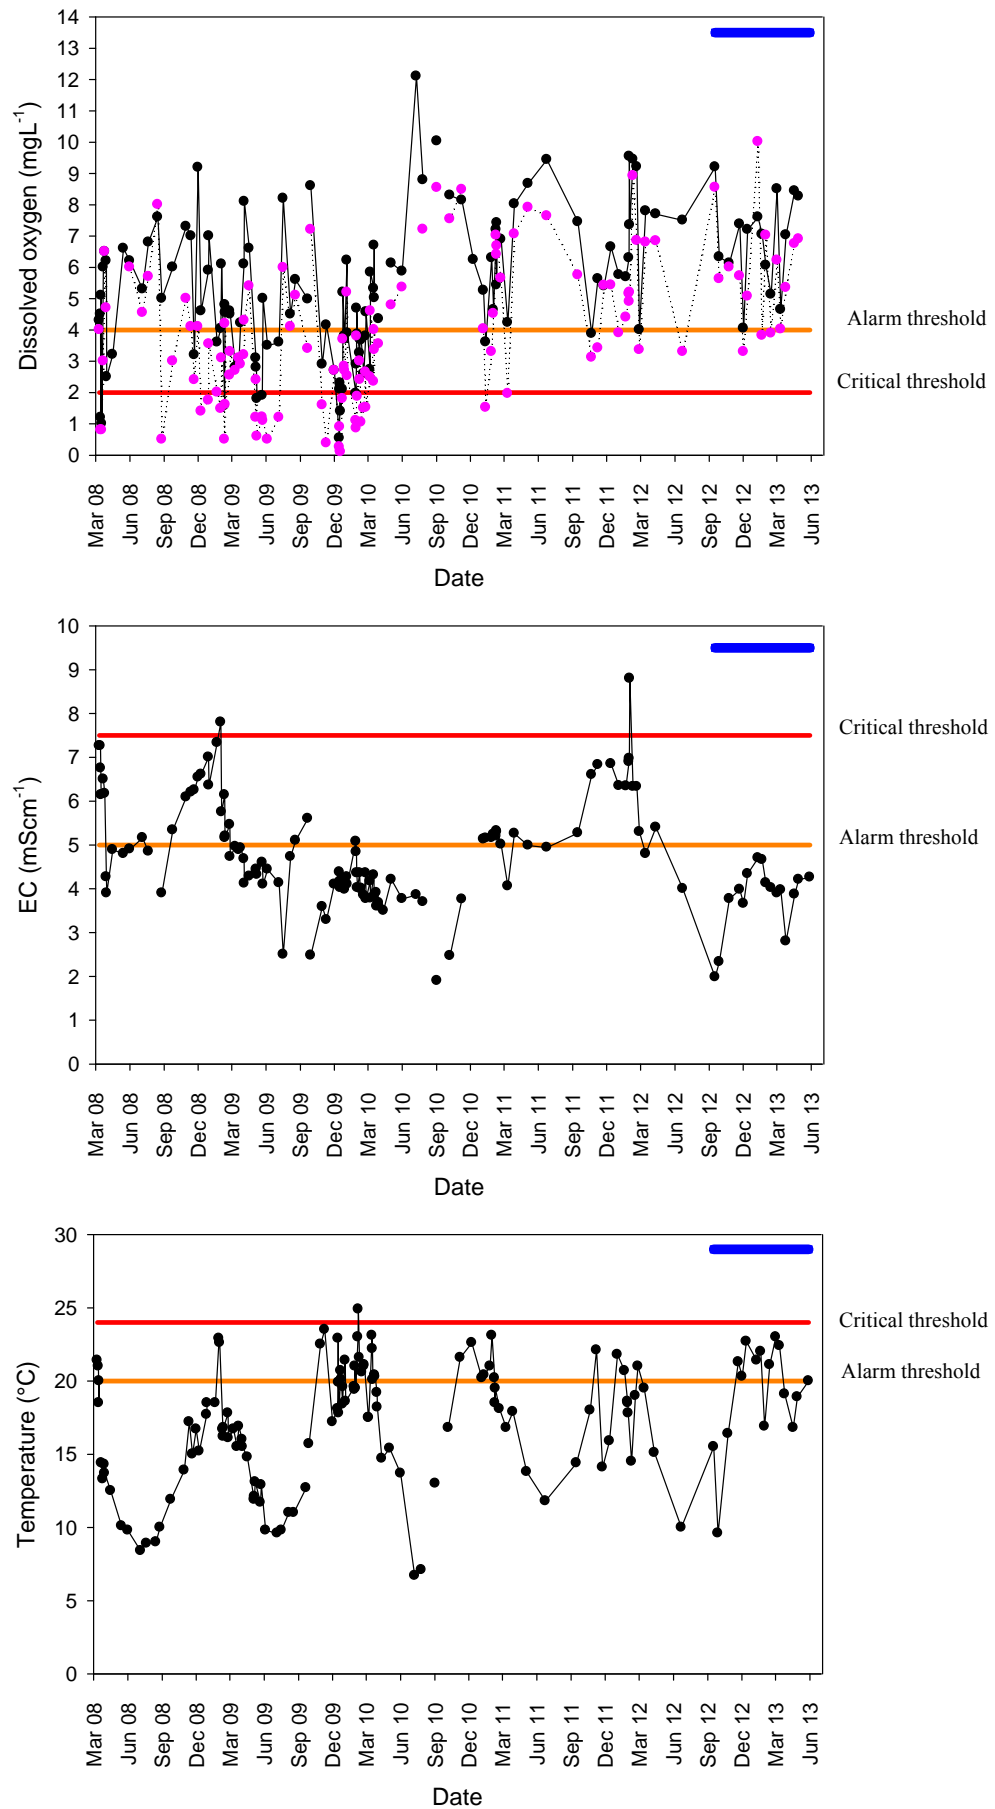 14
13
12
11
10
9
8
7
6
5
4
3
2
1
0
Dissolved oxygen (mgL⁻¹)
Alarm threshold
Critical threshold
Mar 08
Jun 08
Sep 08
Dec 08
Mar 09
Jun 09
Sep 09
Dec 09
Mar 10
Jun 10
Sep 10
Dec 10
Mar 11
Jun 11
Sep 11
Dec 11
Mar 12
Jun 12
Sep 12
Dec 12
Mar 13
Jun 13
Date
10
9
8
7
6
5
4
3
2
1
0
EC (mScm⁻¹)
Critical threshold
Alarm threshold
Mar 08
Jun 08
Sep 08
Dec 08
Mar 09
Jun 09
Sep 09
Dec 09
Mar 10
Jun 10
Sep 10
Dec 10
Mar 11
Jun 11
Sep 11
Dec 11
Mar 12
Jun 12
Sep 12
Dec 12
Mar 13
Jun 13
Date
30
25
20
15
10
5
0
Temperature (°C)
Critical threshold
Alarm threshold
Mar 08
Jun 08
Sep 08
Dec 08
Mar 09
Jun 09
Sep 09
Dec 09
Mar 10
Jun 10
Sep 10
Dec 10
Mar 11
Jun 11
Sep 11
Dec 11
Mar 12
Jun 12
Sep 12
Dec 12
Mar 13
Jun 13
Date